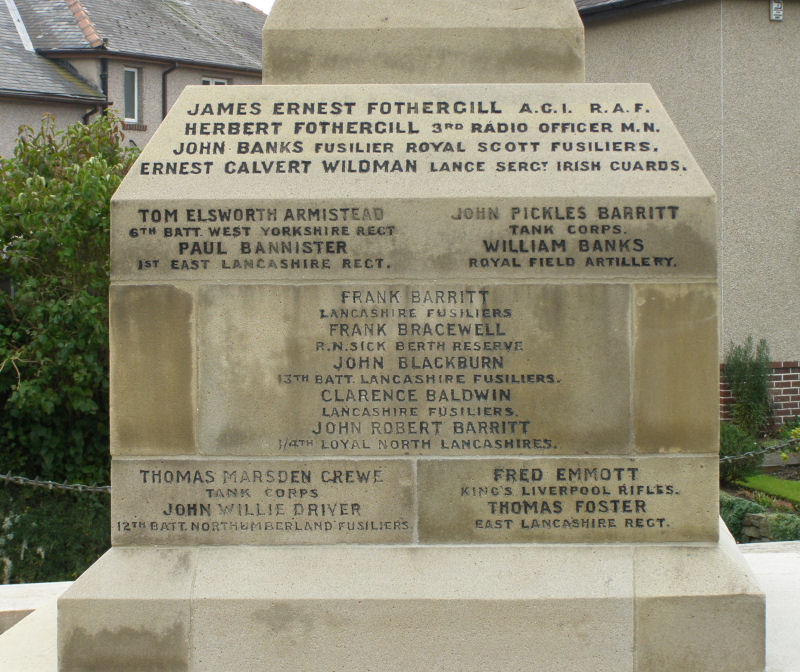 JAMES ERNEST FOTHERGILL A.C.I. R.A.F.
HERBERT FOTHERGILL 3RD RADIO OFFICER M.N.
JOHN BANKS FUSILIER ROYAL SCOTT FUSILIERS.
ERNEST CALVERT WILDMAN LANCE SERGT IRISH GUARDS.
TOM ELSWORTH ARMISTEAD
6TH BATT. WEST YORKSHIRE RECT
PAUL BANNISTER
1ST EAST LANCASHIRE RECT.
JOHN PICKLES BARRITT
TANK CORPS.
WILLIAM BANKS
ROYAL FIELD ARTILLERY.
FRANK BARRITT
LANCASHIRE FUSILIERS
FRANK BRACEWELL
R.N. SICK BERTH RESERVE
JOHN BLACKBURN
13TH BATT. LANCASHIRE FUSILIERS.
CLARENCE BALDWIN
LANCASHIRE FUSILIERS.
JOHN ROBERT BARRITT
1/4TH LOYAL NORTH LANCASHIRES.
THOMAS MARSDEN CREWE
TANK CORPS
JOHN WILLIE DRIVER
12TH BATT. NORTHUMBERLAND FUSILIERS.
FRED EMMOTT
KING'S LIVERPOOL RIFLES.
THOMAS FOSTER
EAST LANCASHIRE RECT.